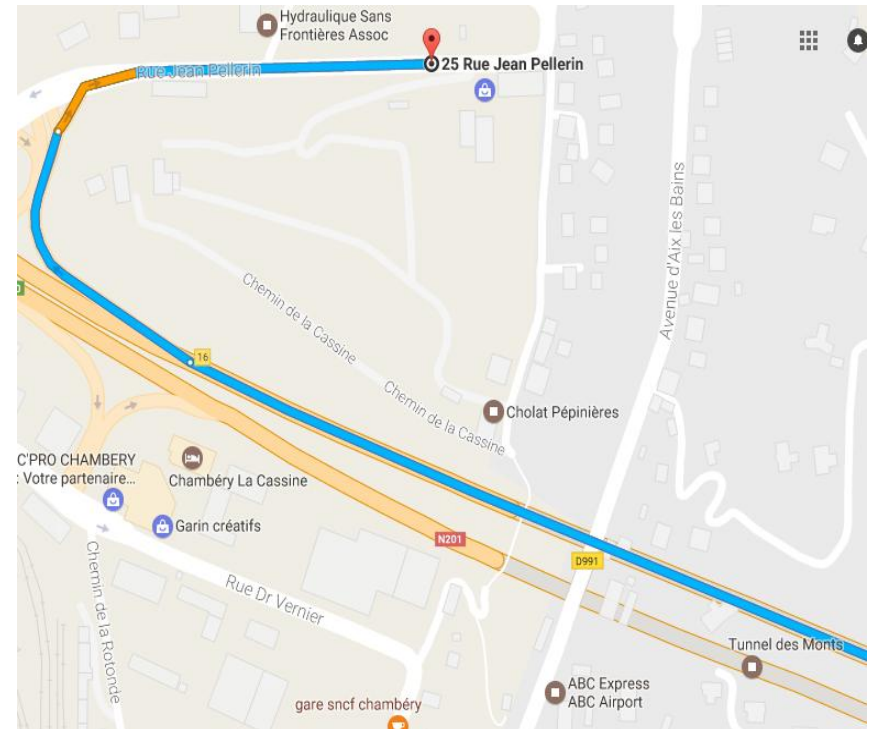 Hydraulique Sans
Frontières Assoc
Rue Jean Pellerin
25 Rue Jean Pellerin
Avenue d'Aix les Bains
Chemin de la Cassine
16
Chemin de la Cassine
Cholat Pépinières
C'PRO CHAMBERY
: Votre partenaire...
Chambéry La Cassine
Garin créatifs
N201
D991
Chemin de la Rotonde
Rue Dr Vernier
Tunnel des Monts
ABC Express
ABC Airport
gare sncf chambéry